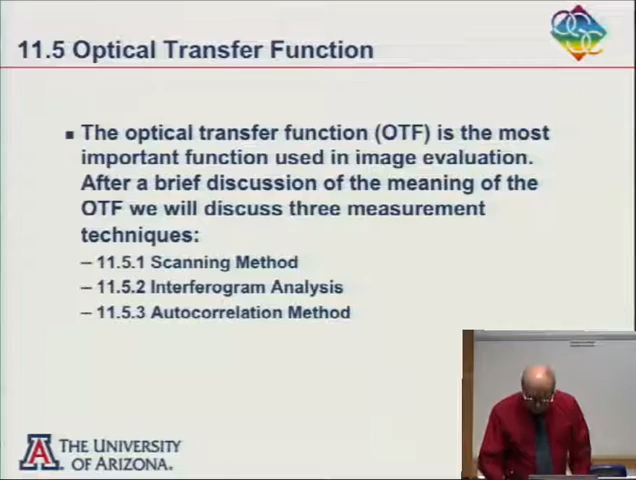 11.5 Optical Transfer Function
▪ The optical transfer function (OTF) is the most
important function used in image evaluation.
After a brief discussion of the meaning of the
OTF we will discuss three measurement
techniques:
– 11.5.1 Scanning Method
– 11.5.2 Interferogram Analysis
– 11.5.3 Autocorrelation Method
A THE UNIVERSITY
OF ARIZONA.